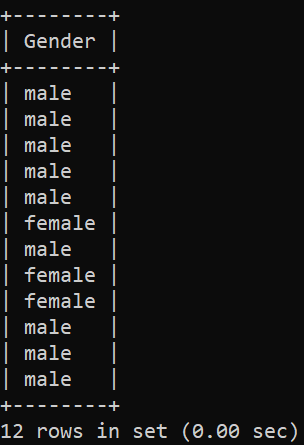 +--------+
| Gender |
+--------+
| male   |
| male   |
| male   |
| male   |
| male   |
| female |
| male   |
| female |
| female |
| male   |
| male   |
| male   |
+--------+
12 rows in set (0.00 sec)